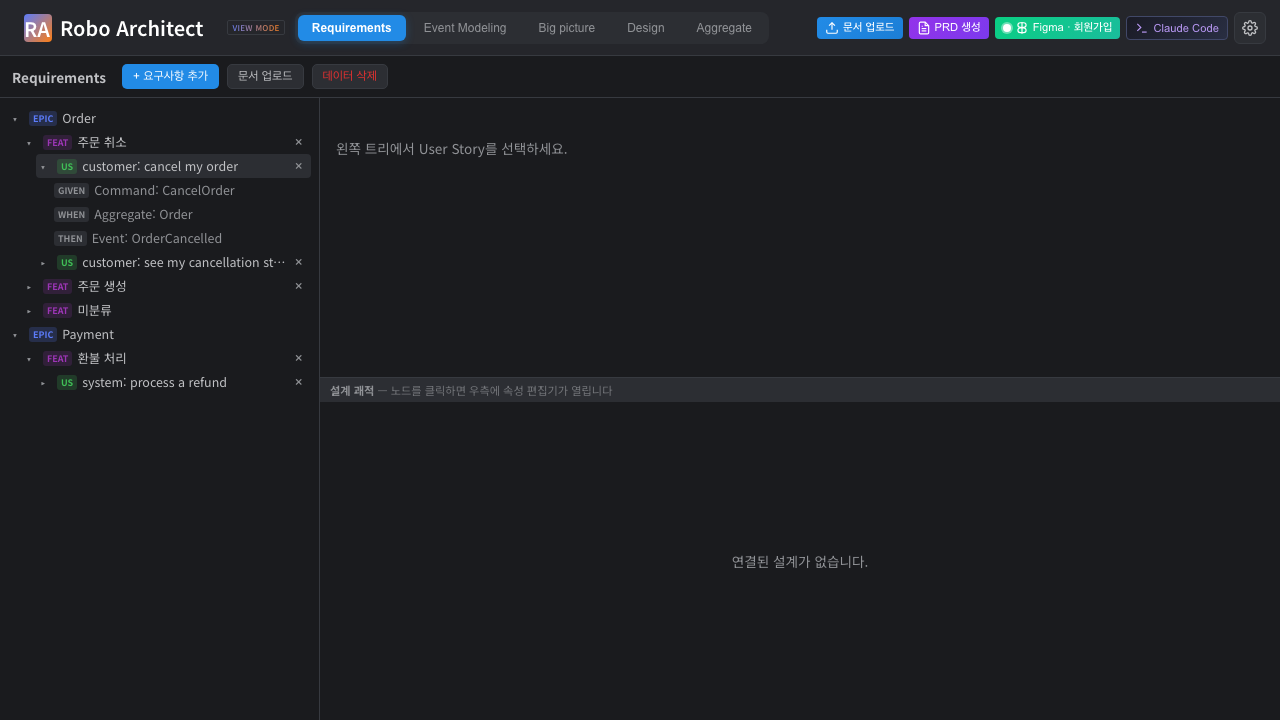 RA Robo Architect VIEW MODE Requirements Event Modeling Big picture Design Aggregate 문서 업로드 PRD 생성 Figma · 회원가입 Claude Code
Requirements + 요구사항 추가 문서 업로드 데이터 삭제
▾ EPIC Order
▾ FEAT 주문 취소 ×
▾ US customer: cancel my order ×
GIVEN Command: CancelOrder
WHEN Aggregate: Order
THEN Event: OrderCancelled
▸ US customer: see my cancellation st… ×
▸ FEAT 주문 생성 ×
▸ FEAT 미분류
▾ EPIC Payment
▾ FEAT 환불 처리 ×
▸ US system: process a refund ×
왼쪽 트리에서 User Story를 선택하세요.
설계 괘적 — 노드를 클릭하면 우측에 속성 편집기가 열립니다
연결된 설계가 없습니다.